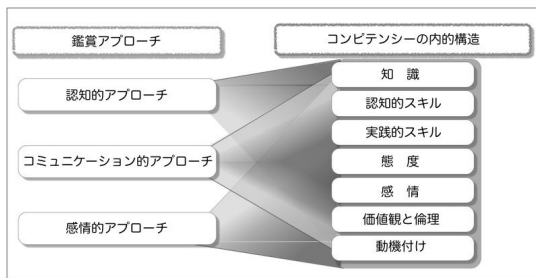 鑑賞アプローチ
コンピテンシーの内的構造
認知的アプローチ
コミュニケーション的アプローチ
感情的アプローチ
知　識
認知的スキル
実践的スキル
態　度
感　情
価値観と倫理
動機付け